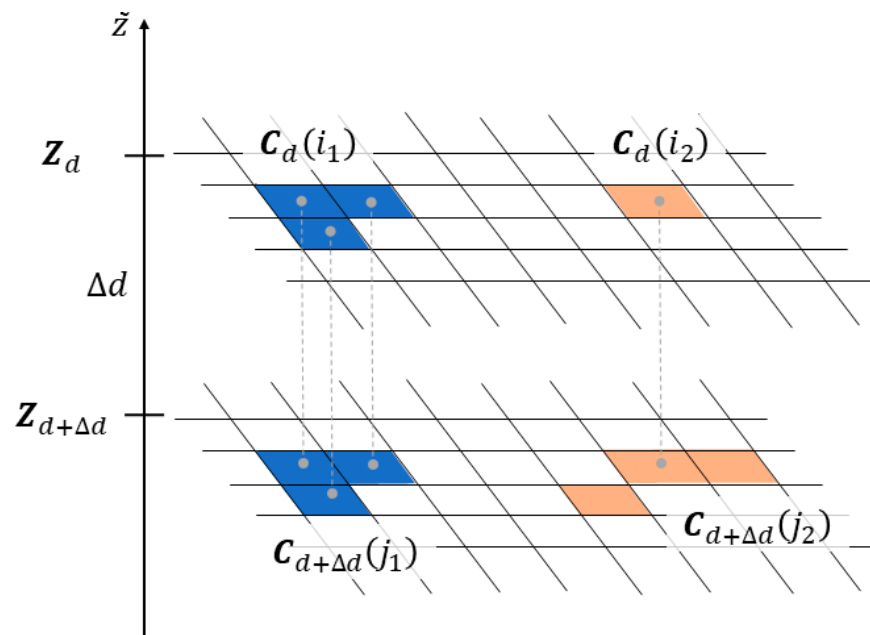 z̃
Z_d
C_d(i_1)
C_d(i_2)
Δd
Z_{d+Δd}
C_{d+Δd}(j_1)
C_{d+Δd}(j_2)